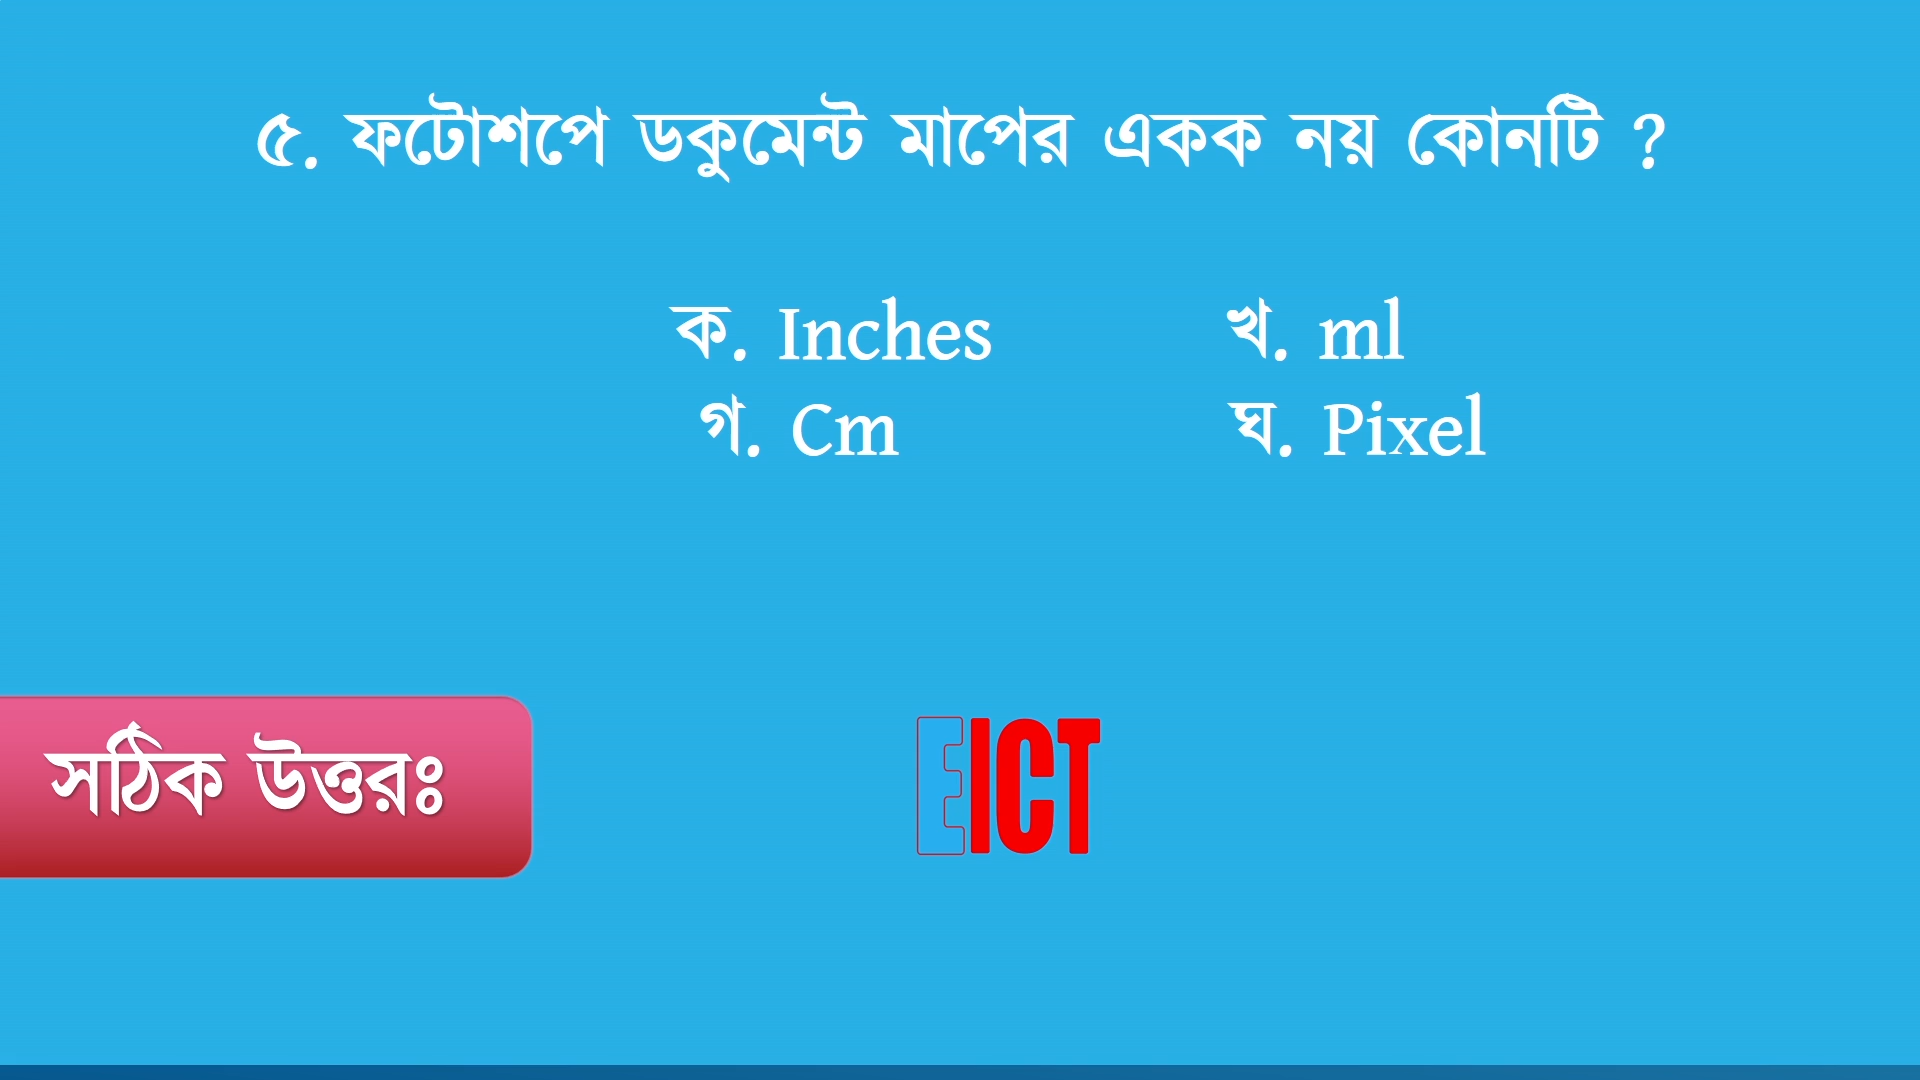 ৫. ফটোশপে ডকুমেন্ট মাপের একক নয় কোনটি ?
ক. Inches খ. ml
গ. Cm ঘ. Pixel
সঠিক উত্তরঃ
EICT